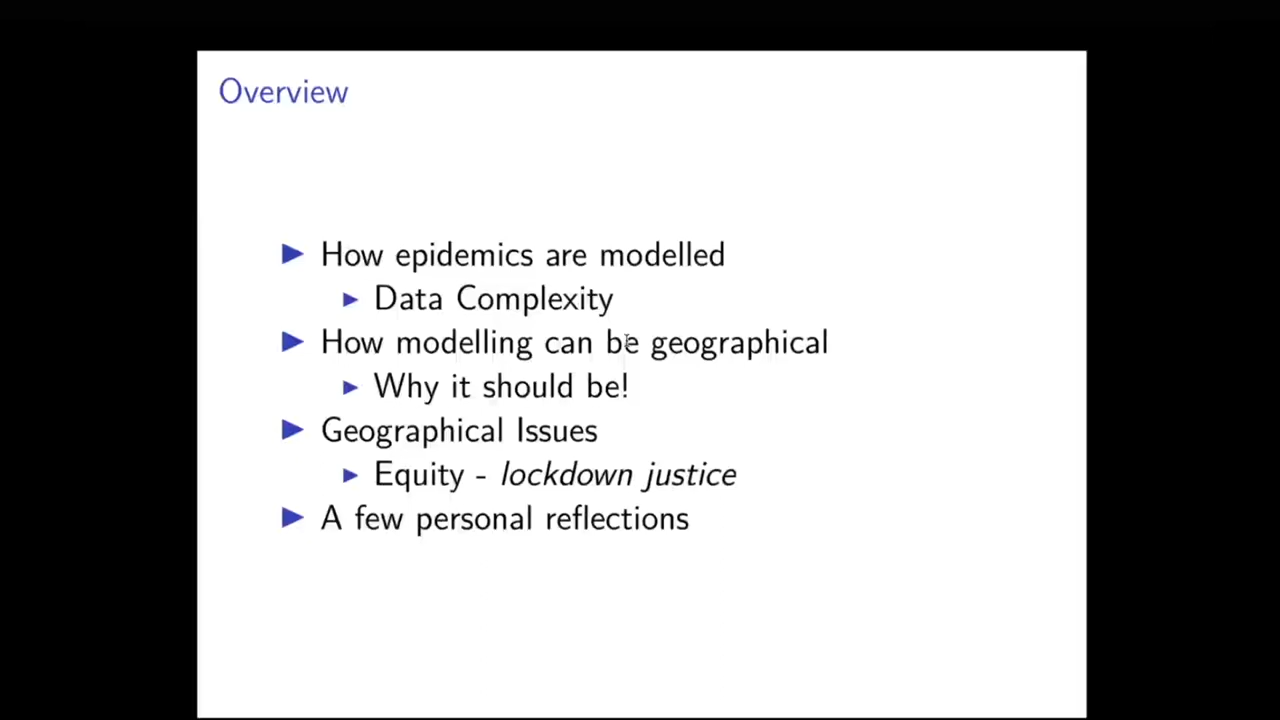 Overview
How epidemics are modelled
Data Complexity
How modelling can be geographical
Why it should be!
Geographical Issues
Equity - lockdown justice
A few personal reflections